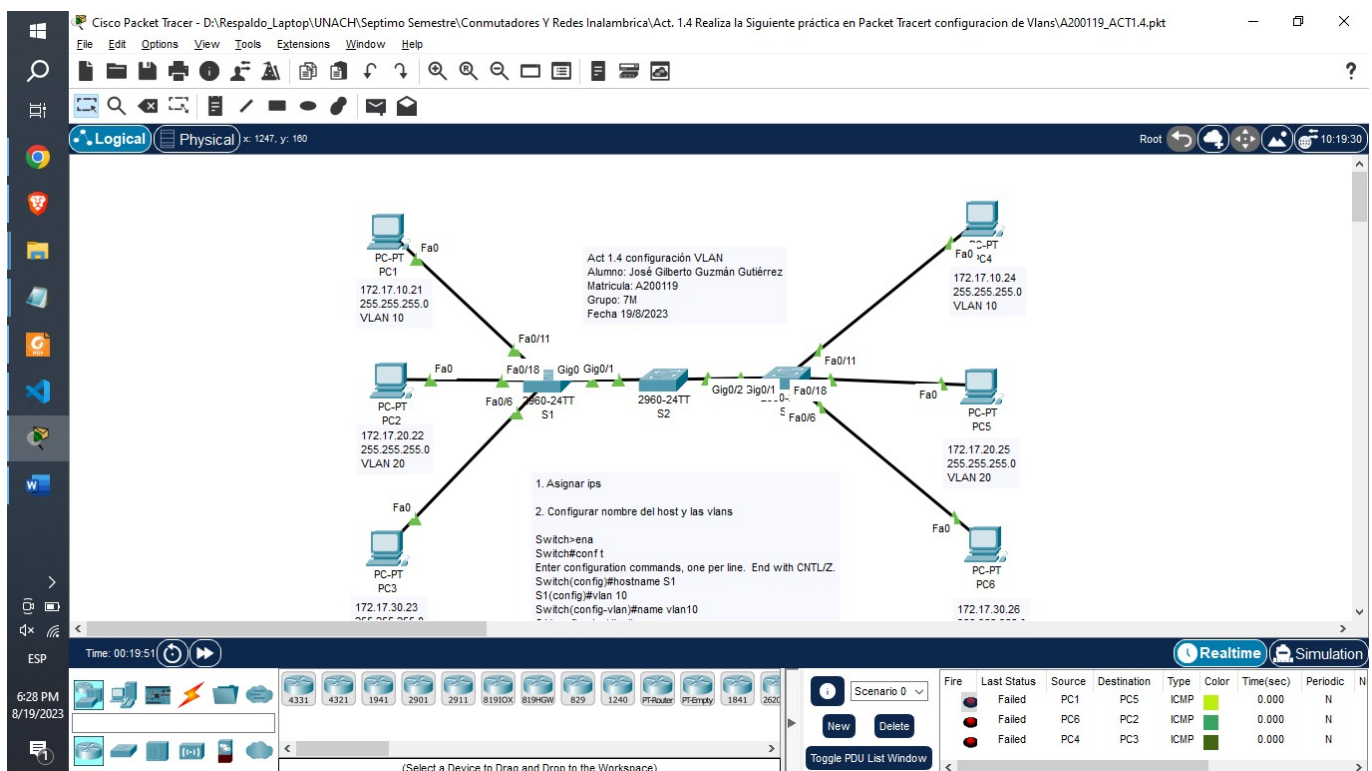 Cisco Packet Tracer - D:\Respaldo_Laptop\UNACH\Septimo Semestre\Conmutadores Y Redes Inalambrica\Act. 1.4 Realiza la Siguiente práctica en Packet Tracert configuracion de Vlans\A200119_ACT1.4.pkt
File Edit Options View Tools Extensions Window Help
?
Logical Physical x: 1247, y: 160 Root 10:19:30
PC-PT
PC1
Fa0
172.17.10.21
255.255.255.0
VLAN 10
Act 1.4 configuración VLAN
Alumno: José Gilberto Guzmán Gutiérrez
Matricula: A200119
Grupo: 7M
Fecha 19/8/2023
PC-PT
Fa0 PC4
172.17.10.24
255.255.255.0
VLAN 10
Fa0/11
Fa0/11
Fa0 Fa0/18 Gig0 Gig0/1
Gig0/2 Gig0/1 Fa0/18 Fa0
Fa0/6 2960-24TT
S1
2960-24TT
S2
Fa0/6
PC-PT
PC2
172.17.20.22
255.255.255.0
VLAN 20
PC-PT
PC5
172.17.20.25
255.255.255.0
VLAN 20
Fa0
PC-PT
PC3
172.17.30.23
1. Asignar ips
2. Configurar nombre del host y las vlans
Switch>ena
Switch#conf t
Enter configuration commands, one per line. End with CNTL/Z.
Switch(config)#hostname S1
S1(config)#vlan 10
Switch(config-vlan)#name vlan10
Fa0
PC-PT
PC6
172.17.30.26
Time: 00:19:51 Realtime Simulation
4331 4321 1941 2901 2911 819IOX 819HGW 829 1240 PT-Router PT-Empty 1841 2620
(Select a Device to Drag and Drop to the Workspace)
Scenario 0
New Delete
Toggle PDU List Window
Fire Last Status Source Destination Type Color Time(sec) Periodic N
Failed PC1 PC5 ICMP 0.000 N
Failed PC6 PC2 ICMP 0.000 N
Failed PC4 PC3 ICMP 0.000 N
ESP
6:28 PM
8/19/2023